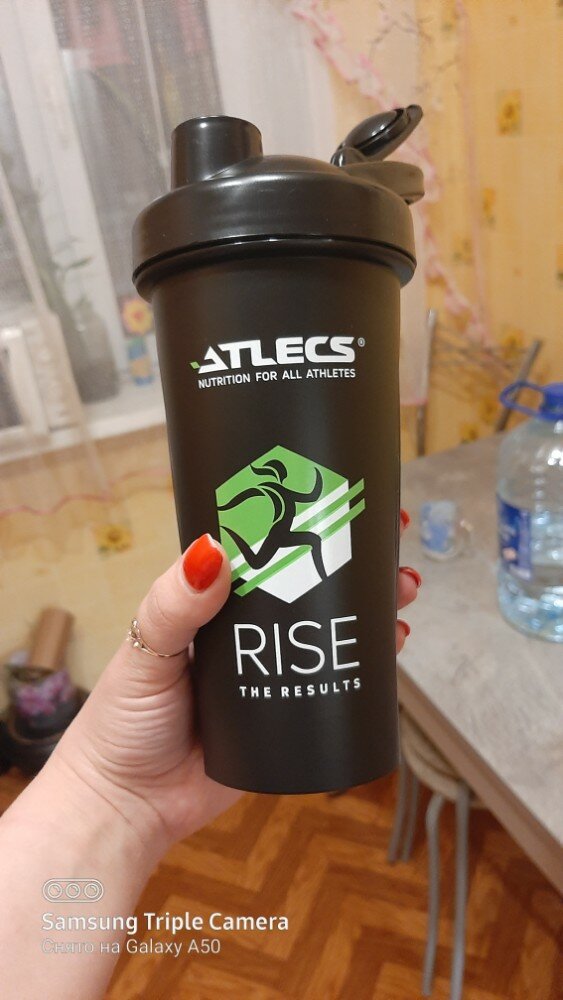 ATLECS®
NUTRITION FOR ALL ATHLETES
RISE
THE RESULTS
Samsung Triple Camera
Снято на Galaxy A50